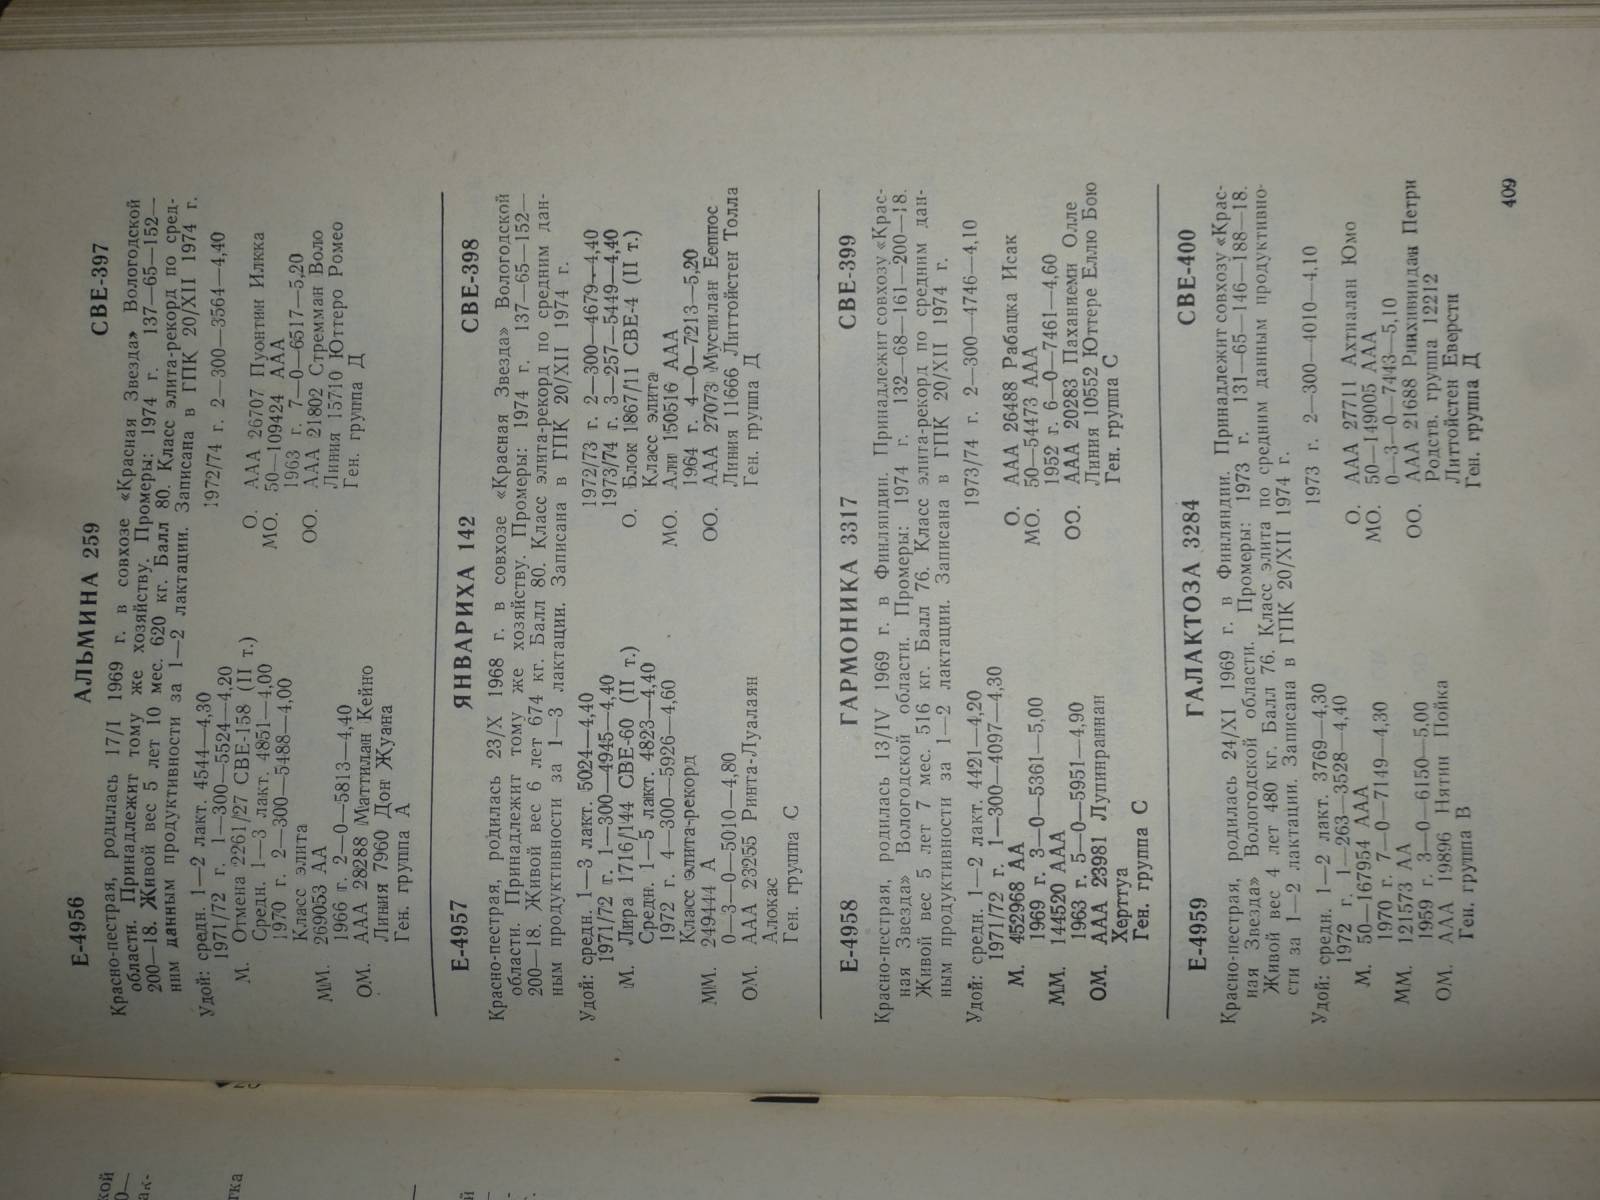 Е-4956 АЛЬМИНА 259 СВЕ-397
Красно-пестрая, родилась 17/I 1969 г. в совхозе «Красная Звезда» Вологодской
области. Принадлежит тому же хозяйству. Промеры: 1974 г. 137—65—152—
200—18. Живой вес 5 лет 10 мес. 620 кг. Балл 80. Класс элита-рекорд по сред-
ним данным продуктивности за 1—2 лактации. Записана в ГПК 20/XII 1974 г.
Удой: средн. 1—2 лакт. 4544—4,30
1971/72 г. 1—300—5524—4,20 1972/74 г. 2—300—3564—4,40
М. Отмена 2261/27 СВЕ-158 (II т.)
Средн. 1—3 лакт. 4851—4,00
1970 г. 2—300—5488—4,00
Класс элита
ММ. 269053 АА
1966 г. 2—0—5813—4,40
ОМ. ААА 28288 Маттилан Кейно
Линия 7960 Дон Жуана
Ген. группа А
О. ААА 26707 Пуонтин Илкка
МО. 50—109424 ААА
1963 г. 7—0—6517—5,20
ОО. ААА 21802 Стремман Воло
Линия 15710 Юттеро Ромео
Ген. группа Д
Е-4957 ЯНВАРИХА 142 СВЕ-398
Красно-пестрая, родилась 23/X 1968 г. в совхозе «Красная Звезда» Вологодской
области. Принадлежит тому же хозяйству. Промеры: 1974 г. 137—65—152—
200—18. Живой вес 6 лет 674 кг. Балл 80. Класс элита-рекорд по средним дан-
ным продуктивности за 1—3 лактации. Записана в ГПК 20/XII 1974 г.
Удой: средн. 1—3 лакт. 5024—4,40 1972/73 г. 2—300—4679—4,40
1971/72 г. 1—300—4945—4,40 1973/74 г. 3—257—5449—4,40
М. Лира 1716/144 СВЕ-60 (II т.)
Средн. 1—5 лакт. 4823—4,40
1972 г. 4—300—5926—4,60
Класс элита-рекорд
ММ. 249444 А
0—3—0—5010—4,80
ОМ. ААА 23255 Ринта-Луалаян
Алокас
Ген. группа С
О. Блок 1867/11 СВЕ-4 (II т.)
Класс элита
МО. Али 150516 ААА
1964 г. 4—0—7213—5,20
ОО. ААА 27073 Мустилан Ееппос
Линия 11666 Литтойстен Толла
Ген. группа Д
Е-4958 ГАРМОНИКА 3317 СВЕ-399
Красно-пестрая, родилась 13/IV 1969 г. в Финляндии. Принадлежит совхозу «Крас-
ная Звезда» Вологодской области. Промеры: 1974 г. 132—68—161—200—18.
Живой вес 5 лет 7 мес. 516 кг. Балл 76. Класс элита-рекорд по средним дан-
ным продуктивности за 1—2 лактации. Записана в ГПК 20/XII 1974 г.
Удой: средн. 1—2 лакт. 4421—4,20
1971/72 г. 1—300—4097—4,30 1973/74 г. 2—300—4746—4,10
М. 452968 АА
1969 г. 3—0—5361—5,00
ММ. 144520 ААА
1963 г. 5—0—5951—4,90
ОМ. ААА 23981 Лупинраннан
Херттуа
Ген. группа С
О. ААА 26488 Рабацка Исак
МО. 50—54473 ААА
1952 г. 6—0—7461—4,60
ОО. ААА 20283 Паханиеми Олле
Линия 10552 Юттере Еллю Бою
Ген. группа С
Е-4959 ГАЛАКТОЗА 3284 СВЕ-400
Красно-пестрая, родилась 24/XI 1969 г. в Финляндии. Принадлежит совхозу «Крас-
ная Звезда» Вологодской области. Промеры: 1973 г. 131—65—146—188—18.
Живой вес 4 лет 480 кг. Балл 76. Класс элита по средним данным продуктивно-
сти за 1—2 лактации. Записана в ГПК 20/XII 1974 г.
Удой: средн. 1—2 лакт. 3769—4,30
1972 г. 1—263—3528—4,40 1973 г. 2—300—4010—4,10
М. 50—167954 ААА
1970 г. 7—0—7149—4,30
ММ. 121573 АА
1959 г. 3—0—6150—5,00
ОМ. ААА 19896 Нятин Пойка
Ген. группа В
О. ААА 27711 Ахтиалан Юмо
МО. 50—149005 ААА
0—3—0—7443—5,10
ОО. ААА 21688 Петри
Родств. группа 12212
Литтойстен Еверсти
Ген. группа Д
409